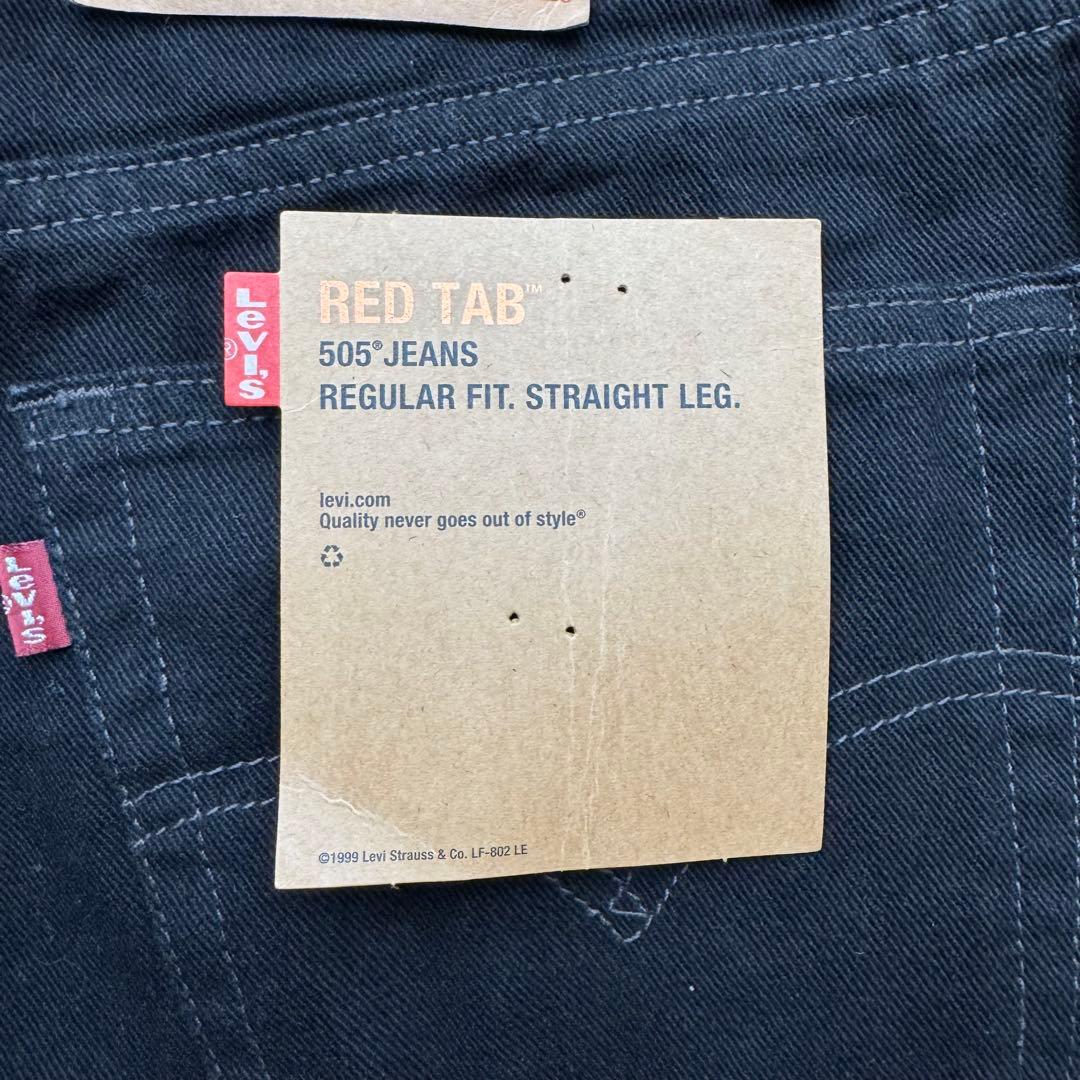 RED TAB™
505® JEANS
REGULAR FIT. STRAIGHT LEG.
levi.com
Quality never goes out of style®
©1999 Levi Strauss & Co. LF-802 LE
LeVI'S
®
LeVI'S